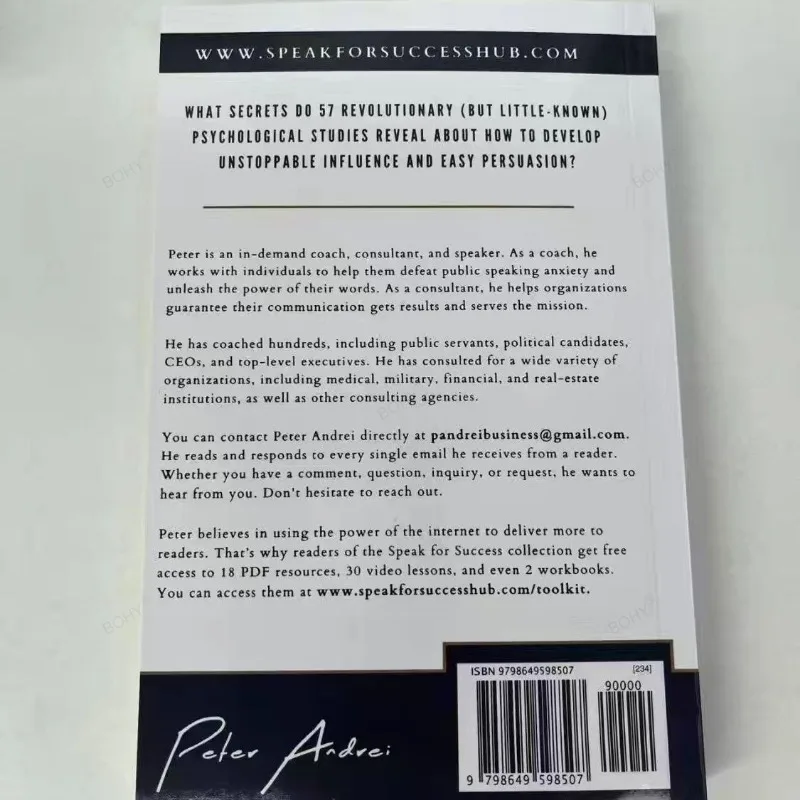 WWW.SPEAKFORSUCCESSHUB.COM
WHAT SECRETS DO 57 REVOLUTIONARY (BUT LITTLE-KNOWN)
PSYCHOLOGICAL STUDIES REVEAL ABOUT HOW TO DEVELOP
UNSTOPPABLE INFLUENCE AND EASY PERSUASION?
Peter is an in-demand coach, consultant, and speaker. As a coach, he
works with individuals to help them defeat public speaking anxiety and
unleash the power of their words. As a consultant, he helps organizations
guarantee their communication gets results and serves the mission.
He has coached hundreds, including public servants, political candidates,
CEOs, and top-level executives. He has consulted for a wide variety of
organizations, including medical, military, financial, and real-estate
institutions, as well as other consulting agencies.
You can contact Peter Andrei directly at pandreibusiness@gmail.com.
He reads and responds to every single email he receives from a reader.
Whether you have a comment, question, inquiry, or request, he wants to
hear from you. Don't hesitate to reach out.
Peter believes in using the power of the internet to deliver more to
readers. That's why readers of the Speak for Success collection get free
access to 18 PDF resources, 30 video lessons, and even 2 workbooks.
You can access them at www.speakforsuccesshub.com/toolkit.
ISBN 9798649598507
[234]
90000
9 798649 598507
Peter Andrei